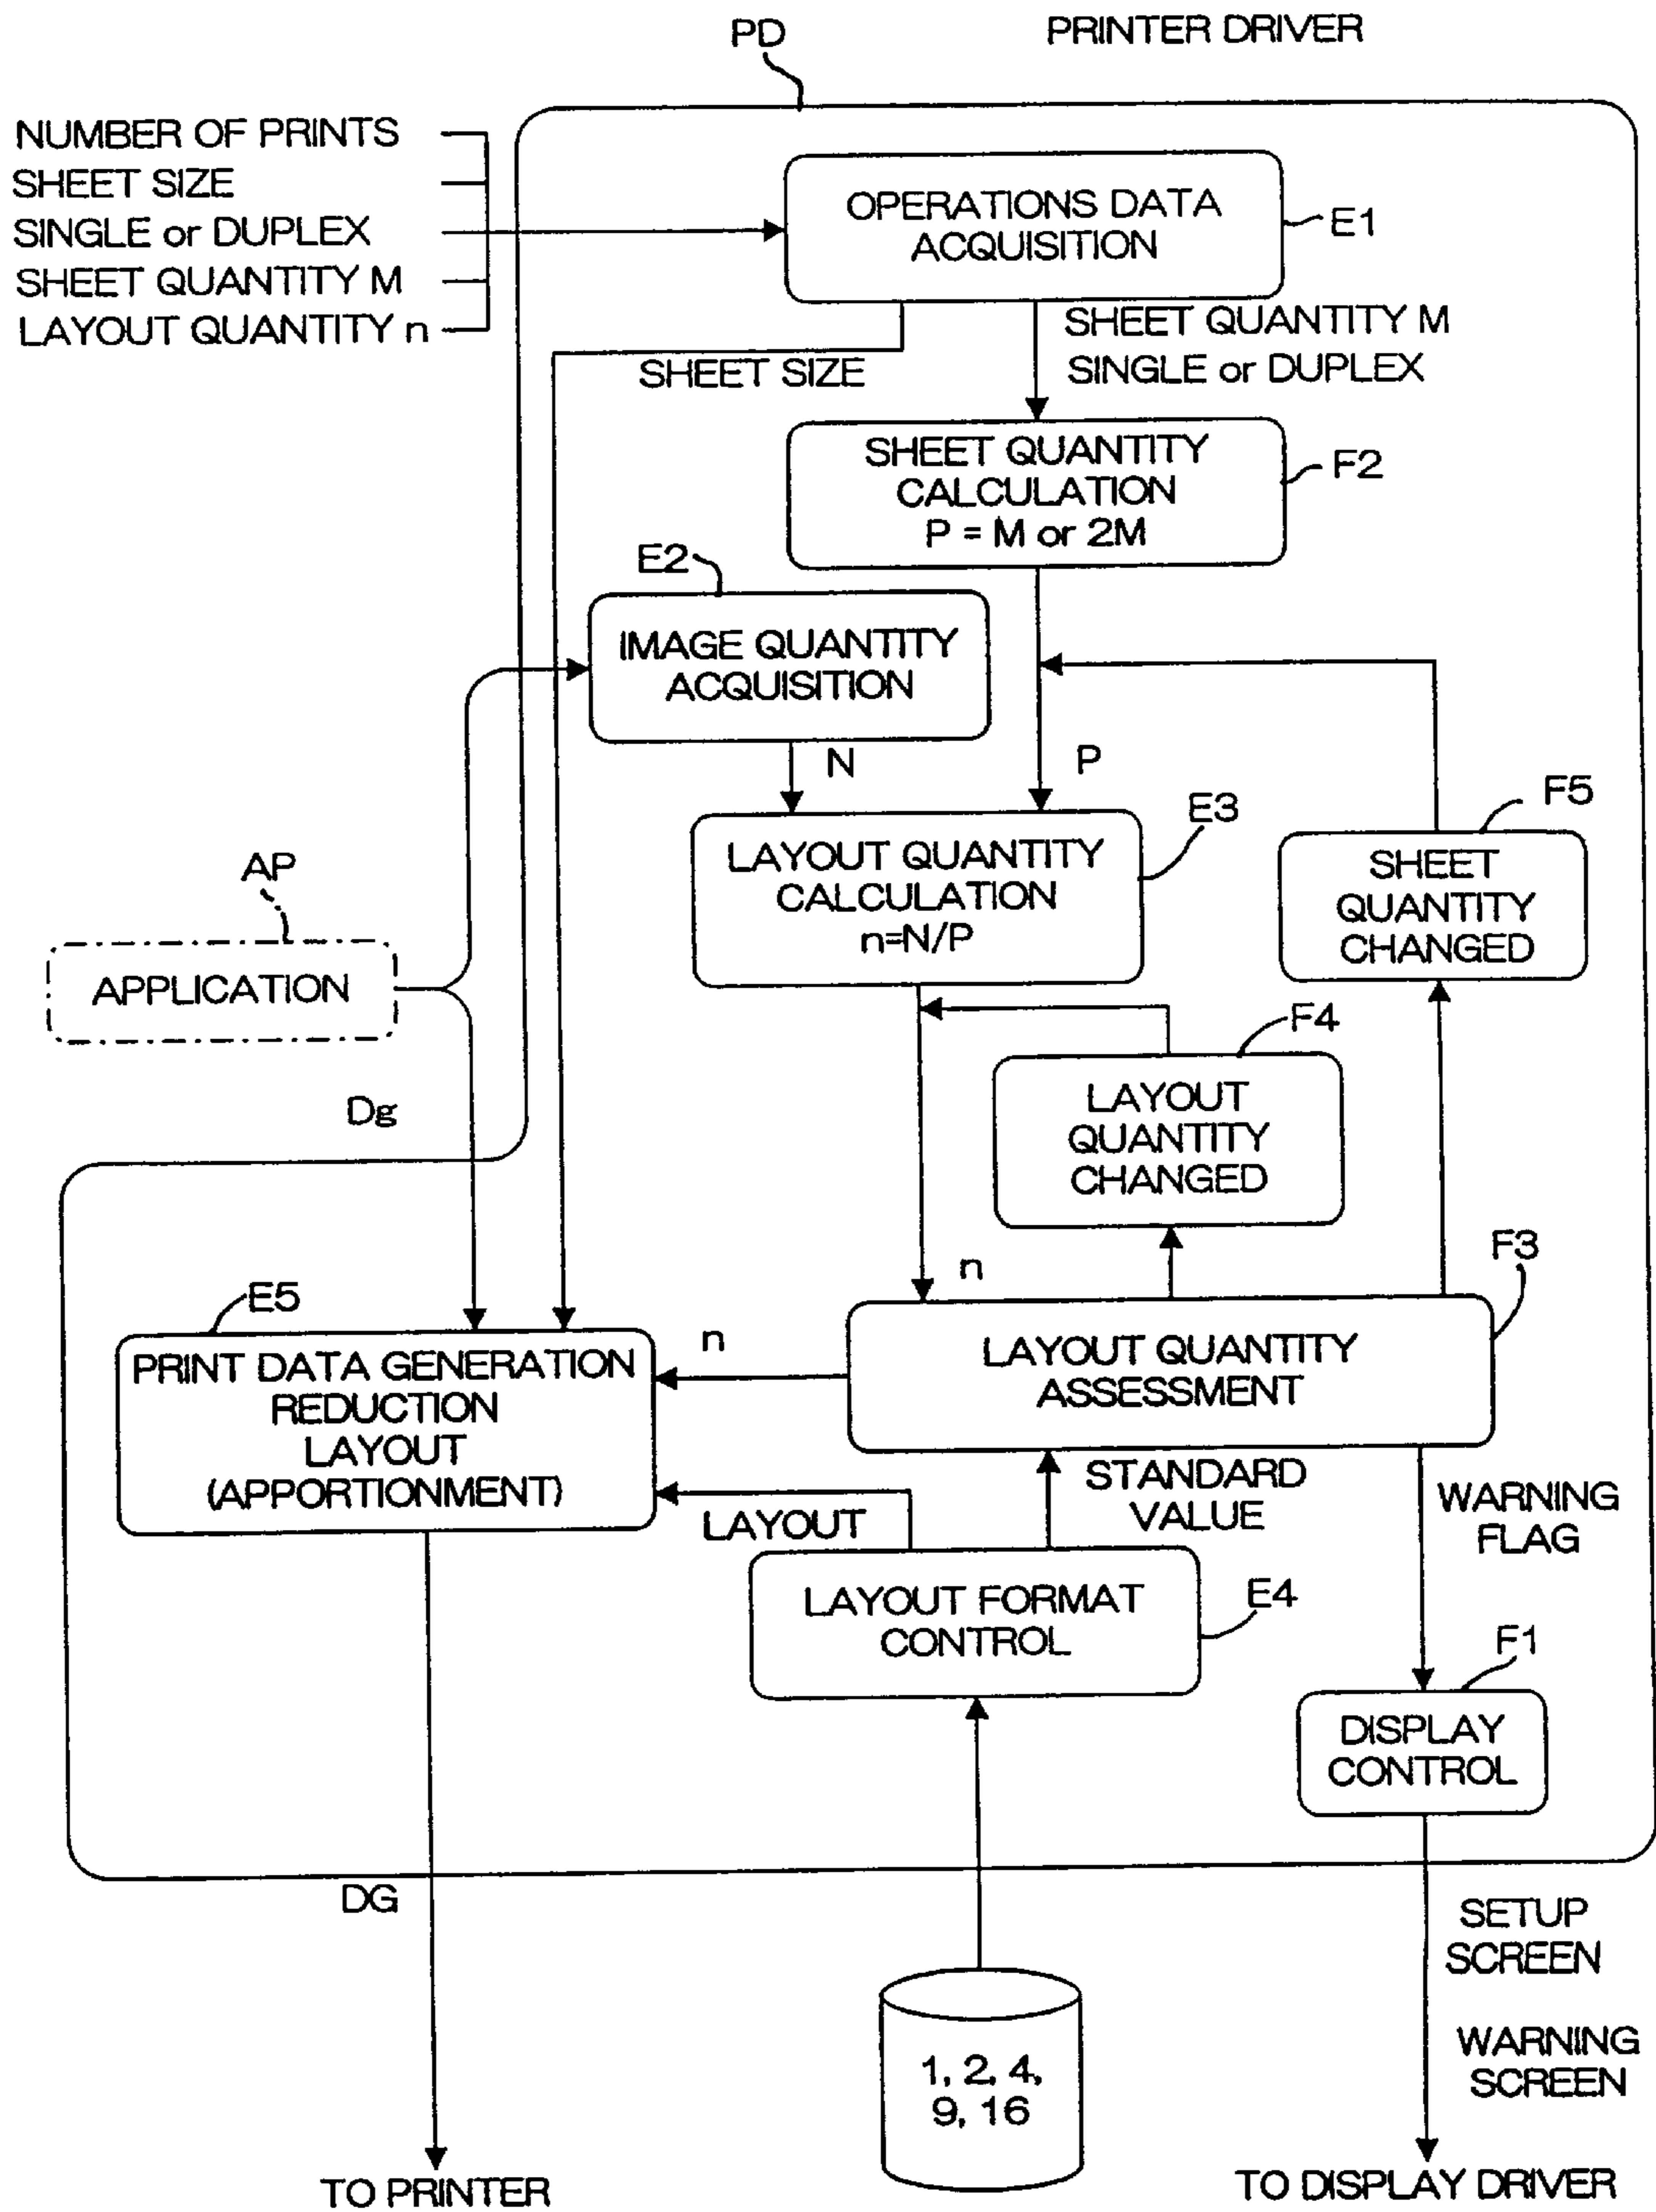 PD
PRINTER DRIVER
NUMBER OF PRINTS
SHEET SIZE
SINGLE or DUPLEX
SHEET QUANTITY M
LAYOUT QUANTITY n
OPERATIONS DATA
ACQUISITION
E1
SHEET SIZE
SHEET QUANTITY M
SINGLE or DUPLEX
SHEET QUANTITY
CALCULATION
P = M or 2M
F2
E2
IMAGE QUANTITY
ACQUISITION
N
P
LAYOUT QUANTITY
CALCULATION
n=N/P
E3
F5
SHEET
QUANTITY
CHANGED
AP
APPLICATION
Dg
F4
LAYOUT
QUANTITY
CHANGED
n
F3
E5
PRINT DATA GENERATION
REDUCTION
LAYOUT
(APPORTIONMENT)
n
LAYOUT QUANTITY
ASSESSMENT
LAYOUT
STANDARD
VALUE
WARNING
FLAG
LAYOUT FORMAT
CONTROL
E4
F1
DISPLAY
CONTROL
DG
SETUP
SCREEN
WARNING
SCREEN
1, 2, 4,
9, 16
TO PRINTER
TO DISPLAY DRIVER